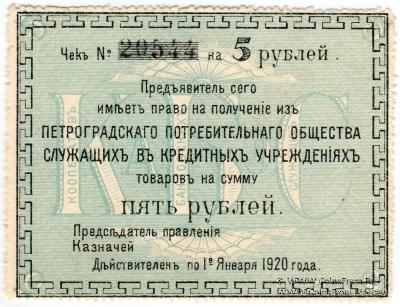 Чекъ № 20544 на 5 рублей.
Предъявитель сего
имѣетъ право на полученіе изъ
ПЕТРОГРАДСКАГО ПОТРЕБИТЕЛЬНАГО ОБЩЕСТВА
СЛУЖАЩИХЪ ВЪ КРЕДИТНЫХЪ УЧРЕЖДЕНІЯХЪ
товаровъ на сумму
ПЯТЬ рублей.
Предсѣдатель правленія
Казначей
Дѣйствителенъ по 1е Января 1920 года.
КБС